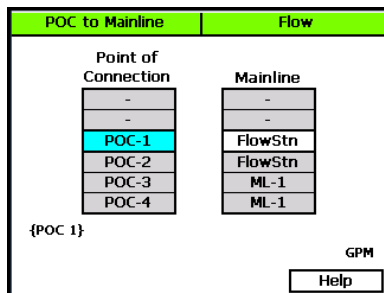 POC to Mainline Flow
Point of
Connection Mainline
- -
- -
POC-1 FlowStn
POC-2 FlowStn
POC-3 ML-1
POC-4 ML-1
{POC 1}
GPM
Help